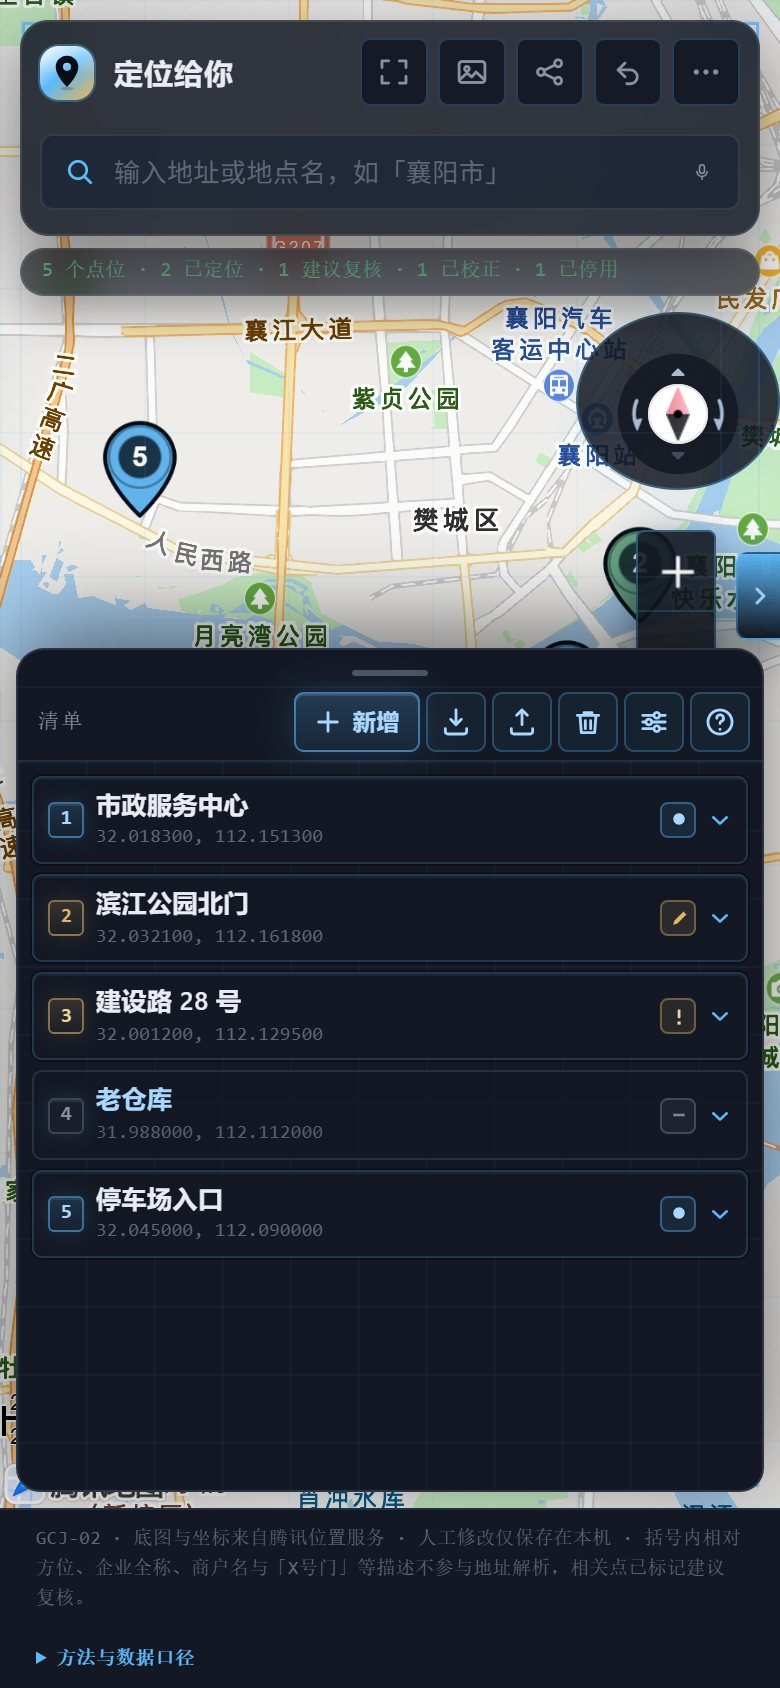 定位给你
输入地址或地点名，如「襄阳市」
G207
5 个点位 · 2 已定位 · 1 建议复核 · 1 已校正 · 1 已停用
襄江大道
襄阳汽车
客运中心站
二广高速
紫贞公园
襄阳站
樊城
5
樊城区
人民西路
2
襄阳
快乐水
月亮湾公园
清单
新增
1
市政服务中心
32.018300, 112.151300
2
滨江公园北门
32.032100, 112.161800
3
建设路 28 号
32.001200, 112.129500
4
老仓库
31.988000, 112.112000
5
停车场入口
32.045000, 112.090000
GCJ-02 · 底图与坐标来自腾讯位置服务 · 人工修改仅保存在本机 · 括号内相对
方位、企业全称、商户名与「X号门」等描述不参与地址解析，相关点已标记建议
复核。
方法与数据口径